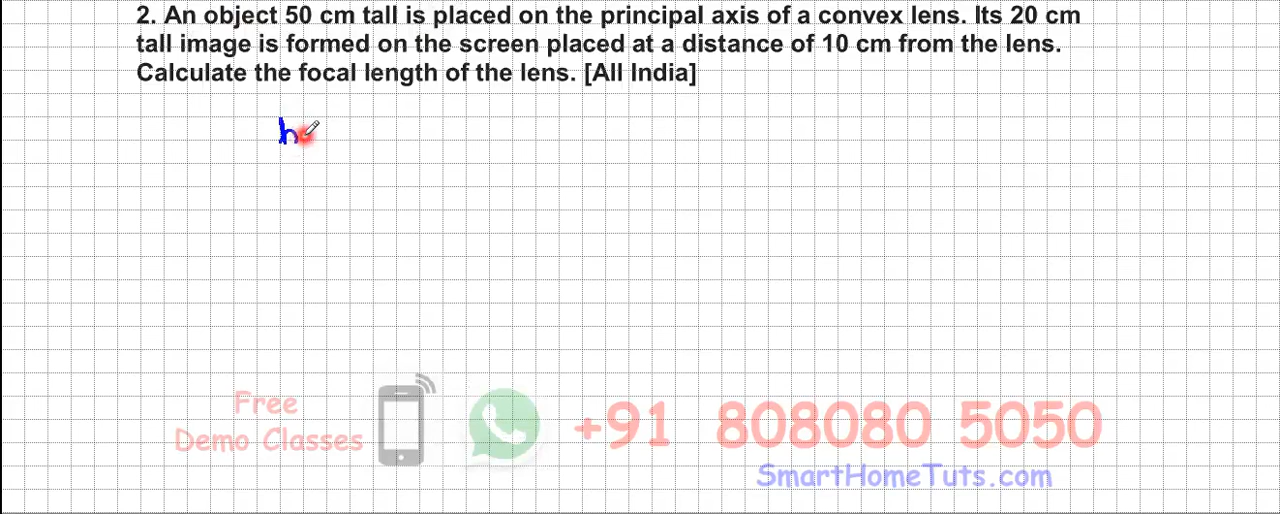 2. An object 50 cm tall is placed on the principal axis of a convex lens. Its 20 cm
tall image is formed on the screen placed at a distance of 10 cm from the lens.
Calculate the focal length of the lens. [All India]
h
Free
Demo Classes
+91 808080 5050
SmartHomeTuts.com